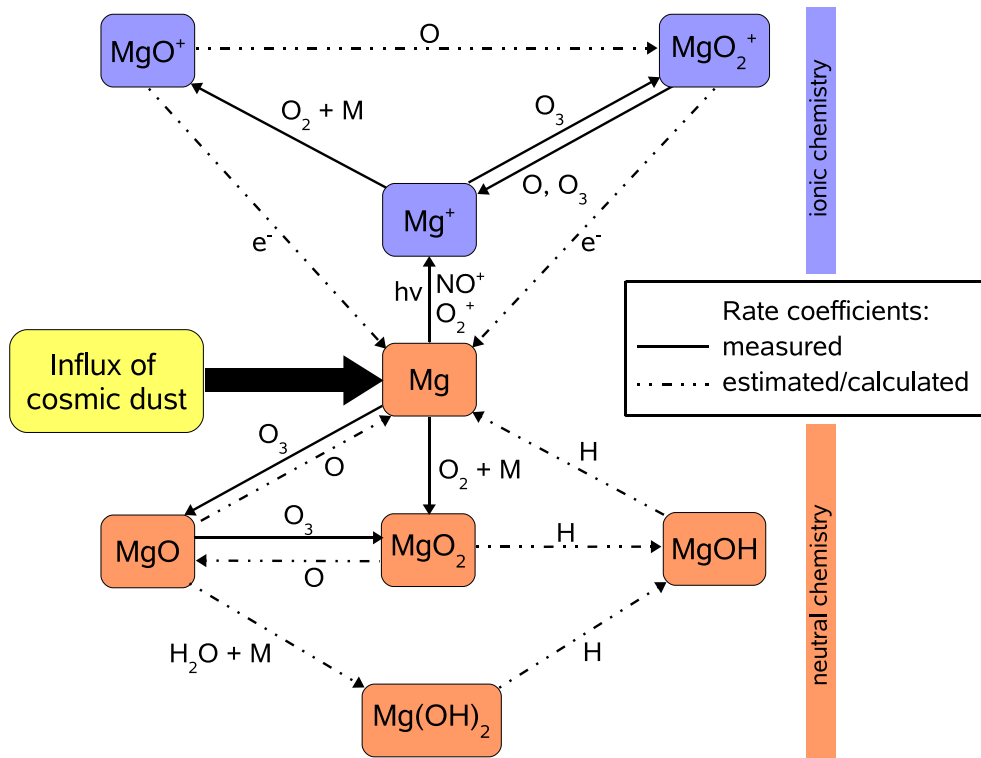 MgO⁺
O
MgO₂⁺
O₂ + M
O₃
O, O₃
Mg⁺
e⁻
e⁻
hν
NO⁺
O₂⁺
ionic chemistry
Rate coefficients:
measured
estimated/calculated
Influx of
cosmic dust
Mg
O₃
O
O₂ + M
H
MgO
O₃
O
MgO₂
H
MgOH
H₂O + M
H
Mg(OH)₂
neutral chemistry